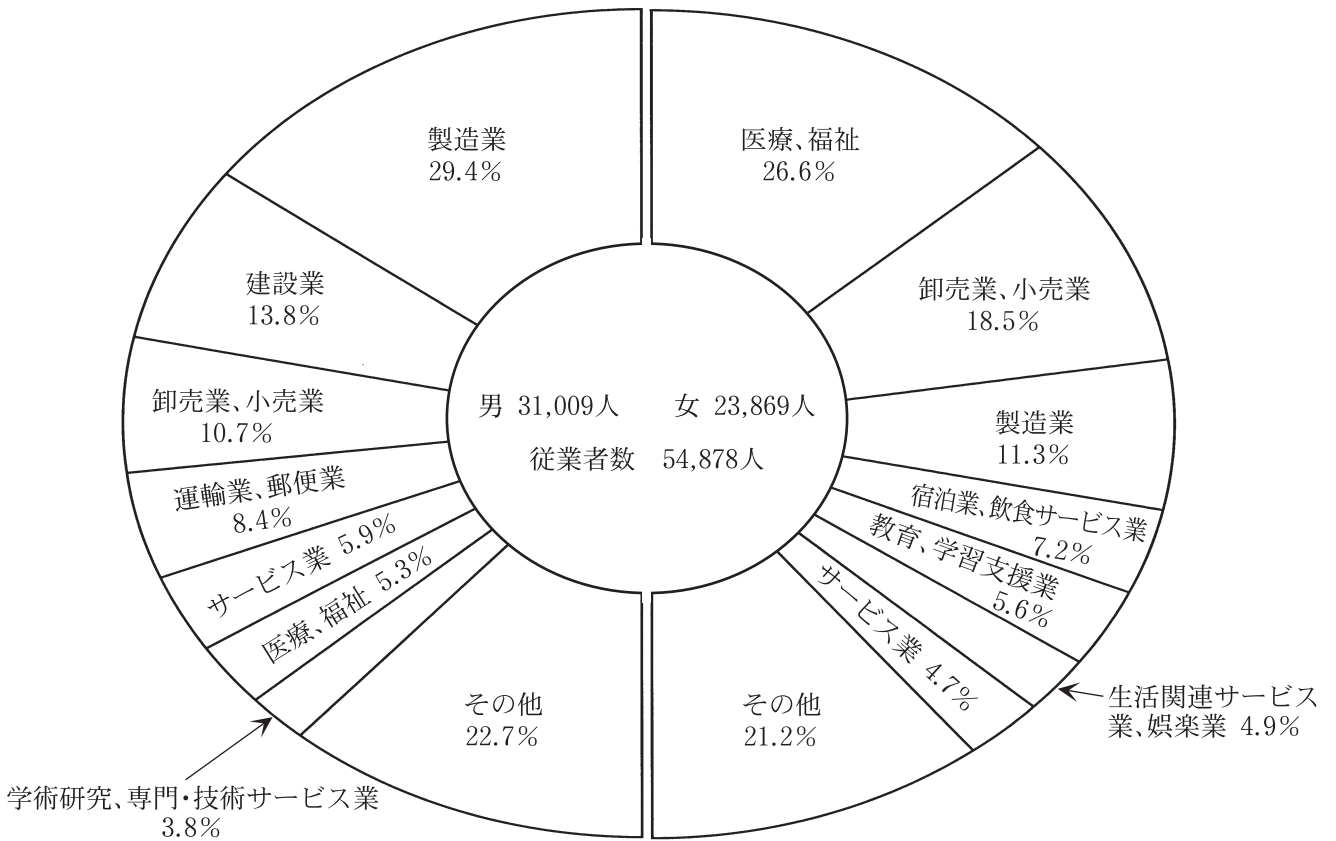 製造業
29.4%
建設業
13.8%
卸売業、小売業
10.7%
運輸業、郵便業
8.4%
サービス業 5.9%
医療、福祉 5.3%
学術研究、専門・技術サービス業
3.8%
その他
22.7%
男 31,009人 女 23,869人
従業者数 54,878人
医療、福祉
26.6%
卸売業、小売業
18.5%
製造業
11.3%
宿泊業、飲食サービス業
7.2%
教育、学習支援業
5.6%
生活関連サービス
業、娯楽業 4.9%
サービス業 4.7%
その他
21.2%